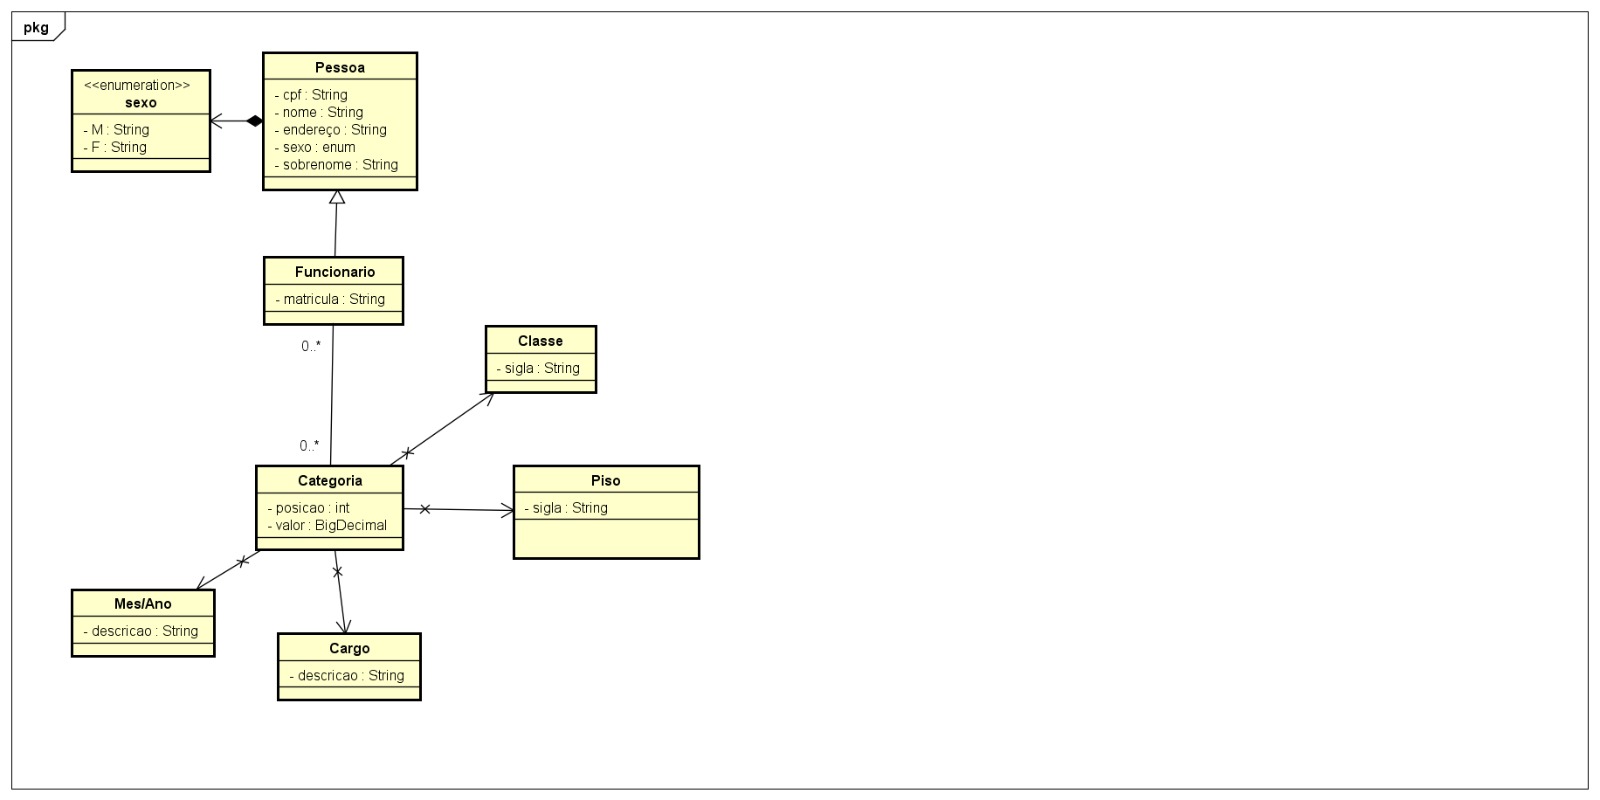 pkg
<<enumeration>>
sexo
- M : String
- F : String
Pessoa
- cpf : String
- nome : String
- endereço : String
- sexo : enum
- sobrenome : String
Funcionario
- matricula : String
0..*
0..*
Classe
- sigla : String
Categoria
- posicao : int
- valor : BigDecimal
Piso
- sigla : String
Mes/Ano
- descricao : String
Cargo
- descricao : String